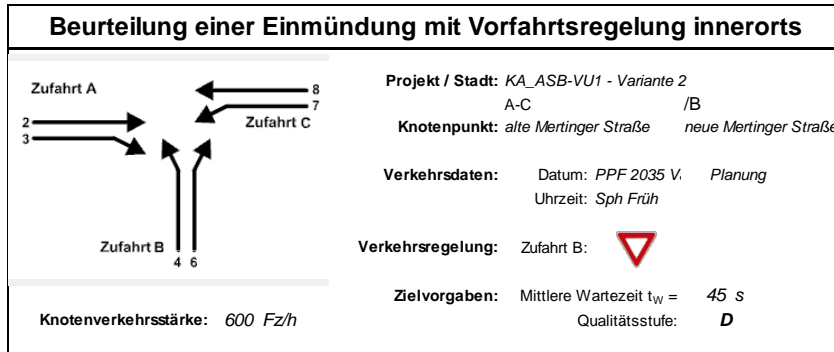 Beurteilung einer Einmündung mit Vorfahrtsregelung innerorts
Zufahrt A
8
7
Zufahrt C
2
3
Zufahrt B
4 6
Knotenverkehrsstärke: 600 Fz/h
Projekt / Stadt: KA_ASB-VU1 - Variante 2
A-C /B
Knotenpunkt: alte Mertinger Straße neue Mertinger Straße
Verkehrsdaten: Datum: PPF 2035 Planung
Uhrzeit: Sph Früh
Verkehrsregelung: Zufahrt B:
Zielvorgaben: Mittlere Wartezeit tW = 45 s
Qualitätsstufe: D